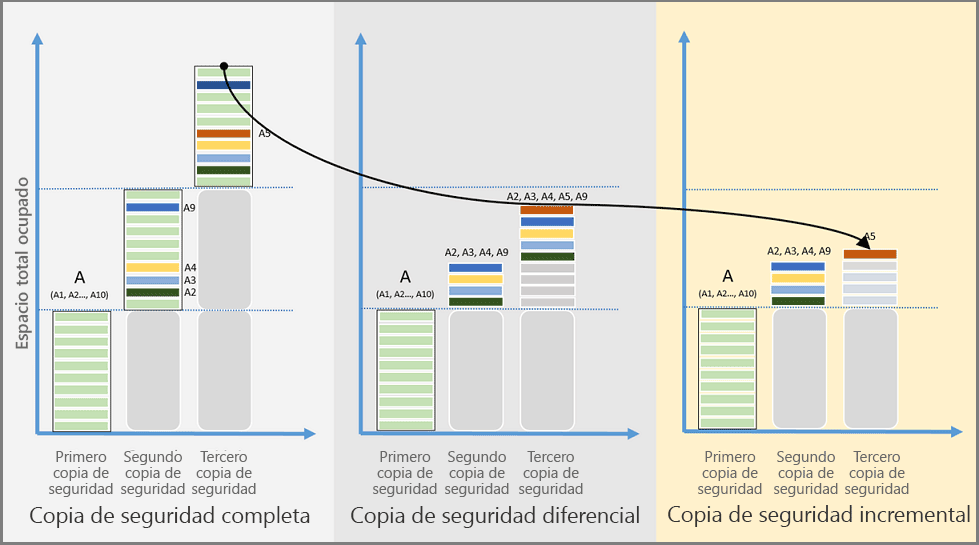 Espacio total ocupado
A5
A9
A4
A3
A2
A
(A1, A2..., A10)
Primero
copia de
seguridad
Segundo
copia de
seguridad
Tercero
copia de
seguridad
Copia de seguridad completa
A2, A3, A4, A5, A9
A2, A3, A4, A9
A
(A1, A2..., A10)
Primero
copia de
seguridad
Segundo
copia de
seguridad
Tercero
copia de
seguridad
Copia de seguridad diferencial
A5
A2, A3, A4, A9
A
(A1, A2..., A10)
Primero
copia de
seguridad
Segundo
copia de
seguridad
Tercero
copia de
seguridad
Copia de seguridad incremental